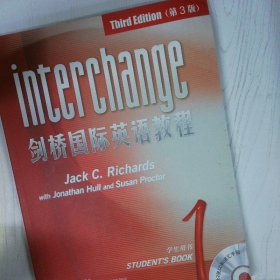 Third Edition (第3版)
interchange
剑桥国际英语教程
Jack C. Richards
with Jonathan Hull and Susan Proctor
1
学生用书
STUDENT'S BOOK